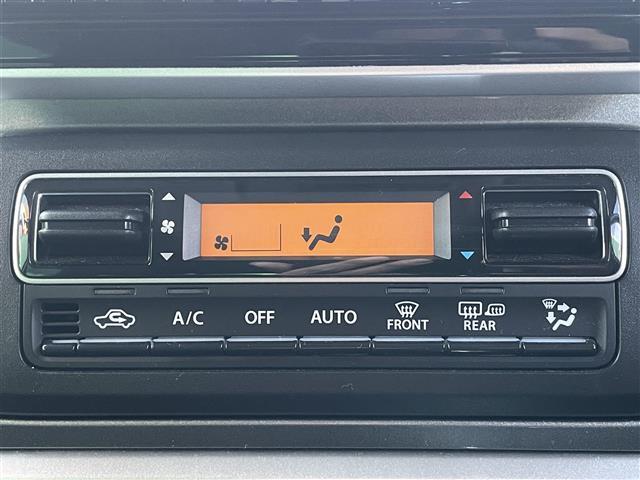 A/C OFF AUTO FRONT REAR